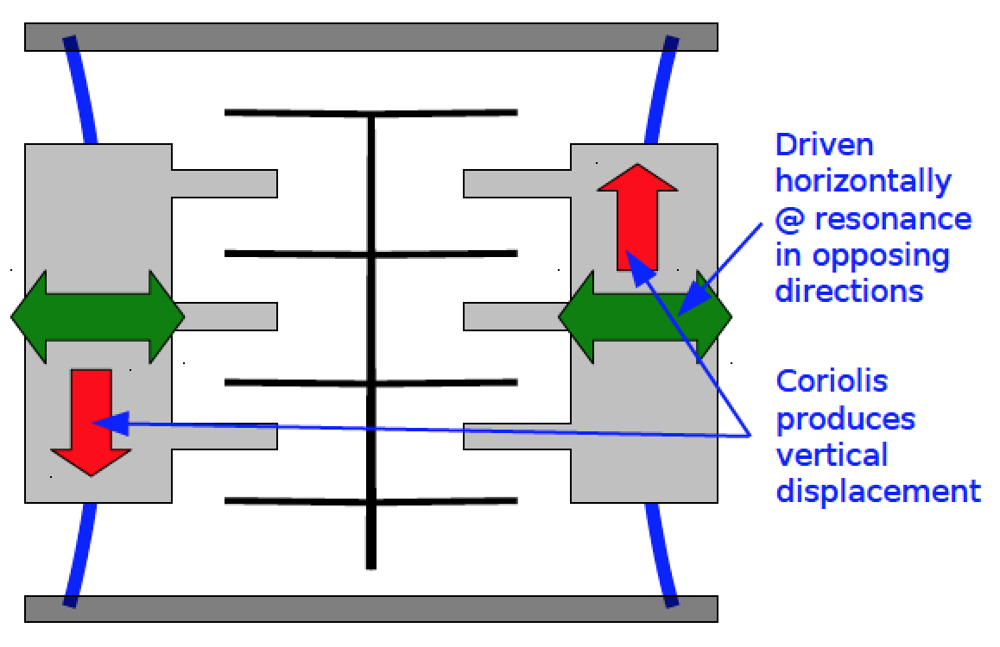 Driven
horizontally
@ resonance
in opposing
directions
Coriolis
produces
vertical
displacement